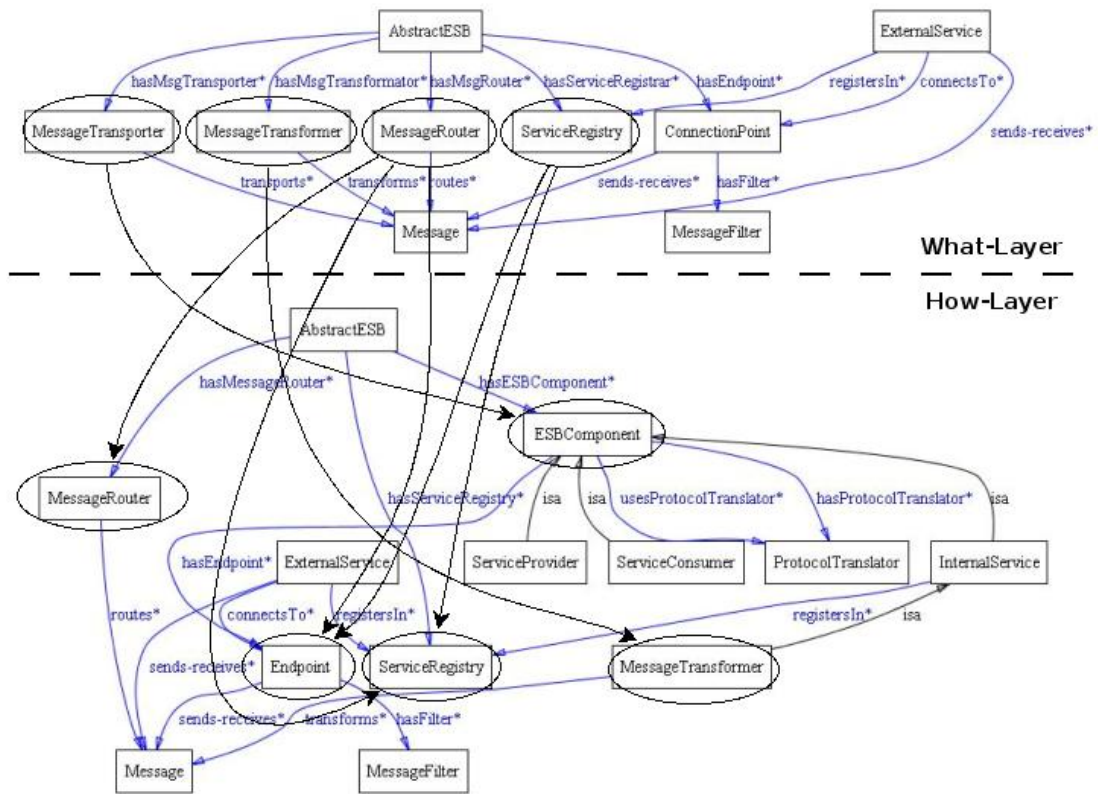 AbstractESB
ExternalService
hasMsgTransporter*
hasMsgTransformator*
hasMsgRouter*
hasServiceRegistrar*
hasEndpoint*
registersIn*
connectsTo*
MessageTransporter
MessageTransformer
MessageRouter
ServiceRegistry
ConnectionPoint
sends-receives*
transports*
transforms*
routes*
sends-receives*
hasFilter*
Message
MessageFilter
What-Layer
How-Layer
AbstractESB
hasMessageRouter*
hasESBComponent*
ESBComponent
MessageRouter
hasServiceRegistry*
isa
isa
usesProtocolTranslator*
hasProtocolTranslator*
isa
hasEndpoint*
ExternalService
ServiceProvider
ServiceConsumer
ProtocolTranslator
InternalService
routes*
connectsTo*
registersIn*
registersIn*
isa
sends-receives*
Endpoint
ServiceRegistry
MessageTransformer
sends-receives*
transforms*
hasFilter*
Message
MessageFilter